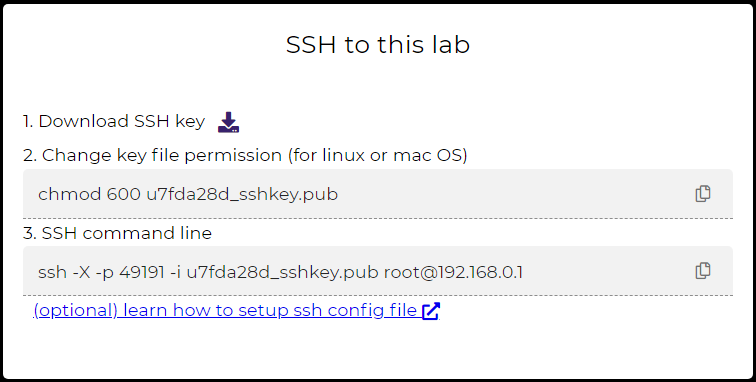 SSH to this lab
1. Download SSH key
2. Change key file permission (for linux or mac OS)
chmod 600 u7fda28d_sshkey.pub
3. SSH command line
ssh -X -p 49191 -i u7fda28d_sshkey.pub root@192.168.0.1
(optional) learn how to setup ssh config file